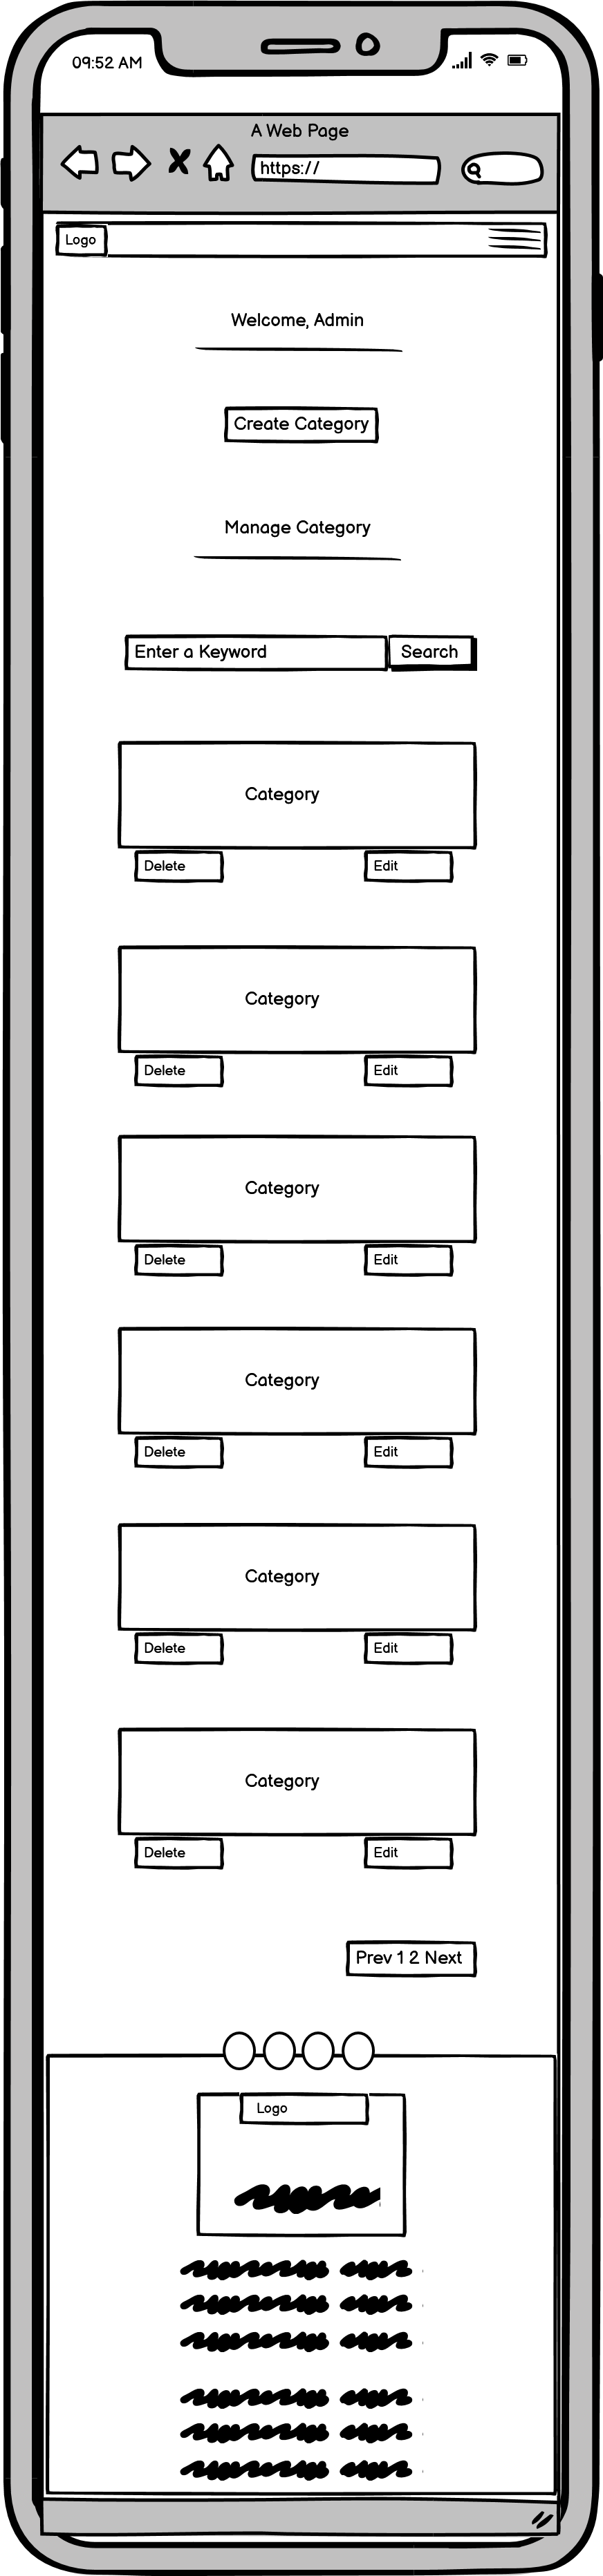 09:52 AM
A Web Page
https://
Logo
Welcome, Admin
Create Category
Manage Category
Enter a Keyword Search
Category
Delete Edit
Category
Delete Edit
Category
Delete Edit
Category
Delete Edit
Category
Delete Edit
Category
Delete Edit
Prev 1 2 Next
Logo